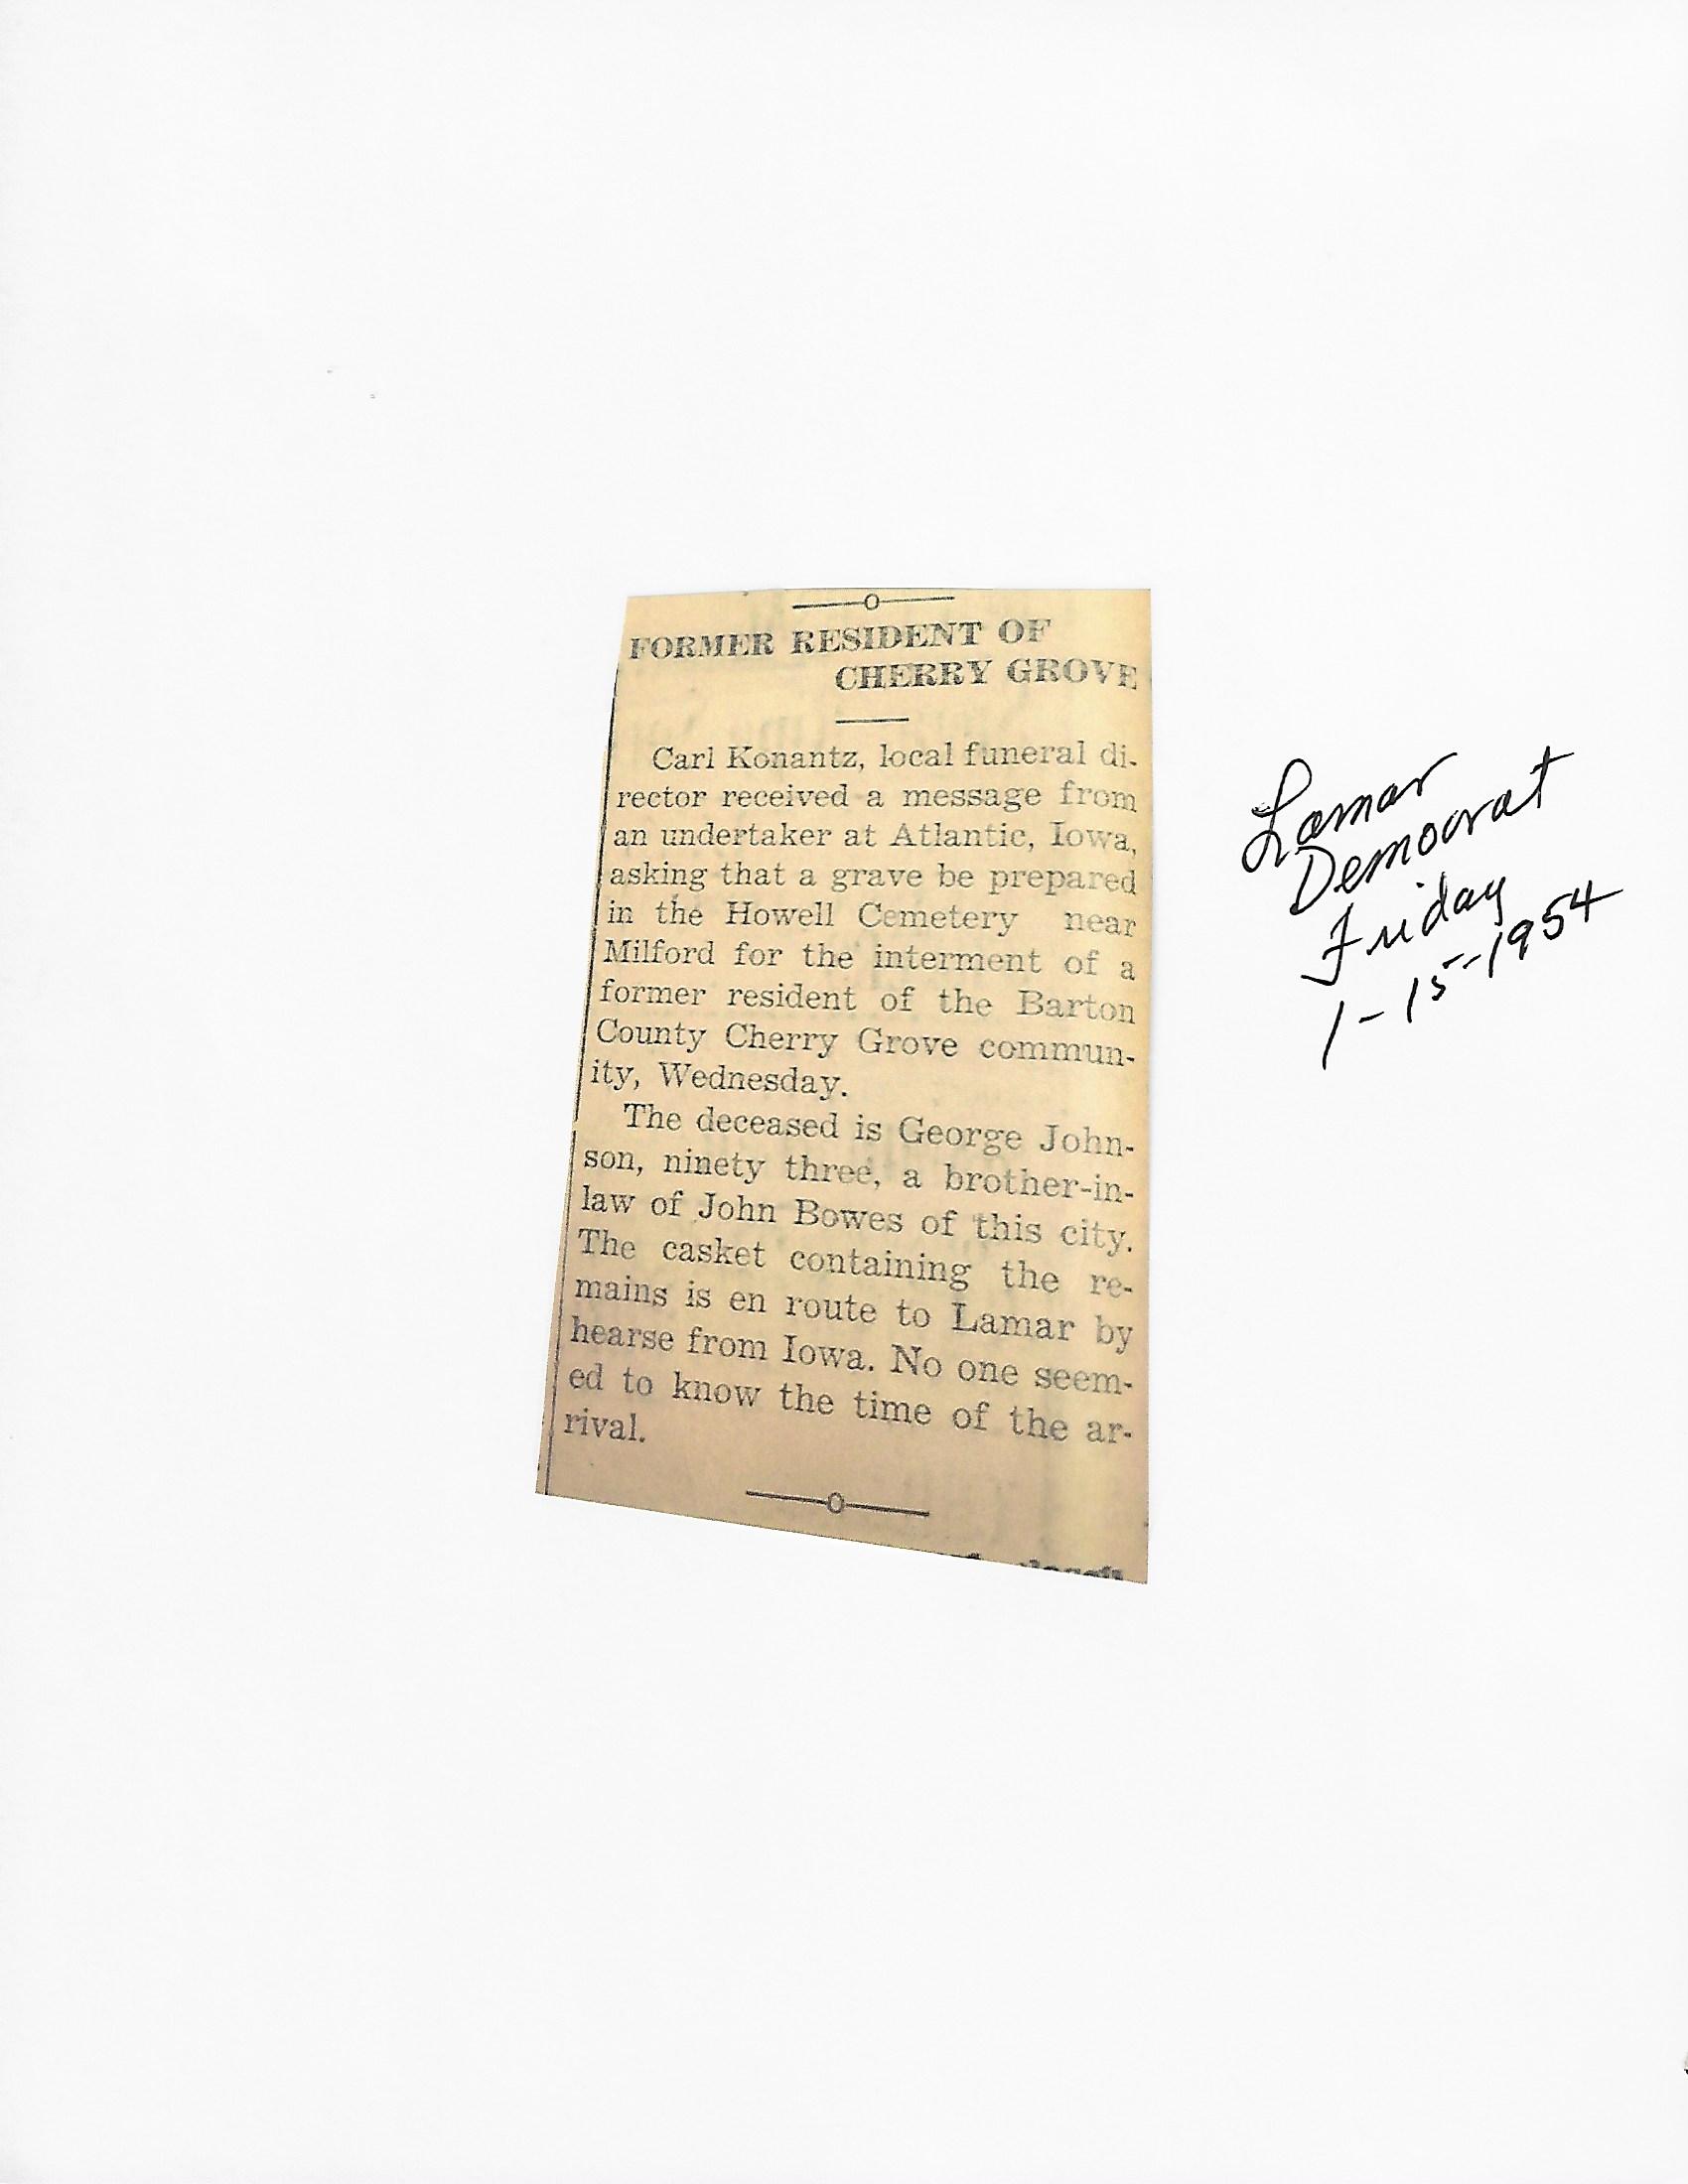 FORMER RESIDENT OF
CHERRY GROVE
Carl Konantz, local funeral di-
rector received a message from
an undertaker at Atlantic, Iowa,
asking that a grave be prepared
in the Howell Cemetery near
Milford for the interment of a
former resident of the Barton
County Cherry Grove commun-
ity, Wednesday.
The deceased is George John-
son, ninety three, a brother-in-
law of John Bowes of this city.
The casket containing the re-
mains is en route to Lamar by
hearse from Iowa. No one seem-
ed to know the time of the ar-
rival.
Lamar
Democrat
Friday
1-15-1954